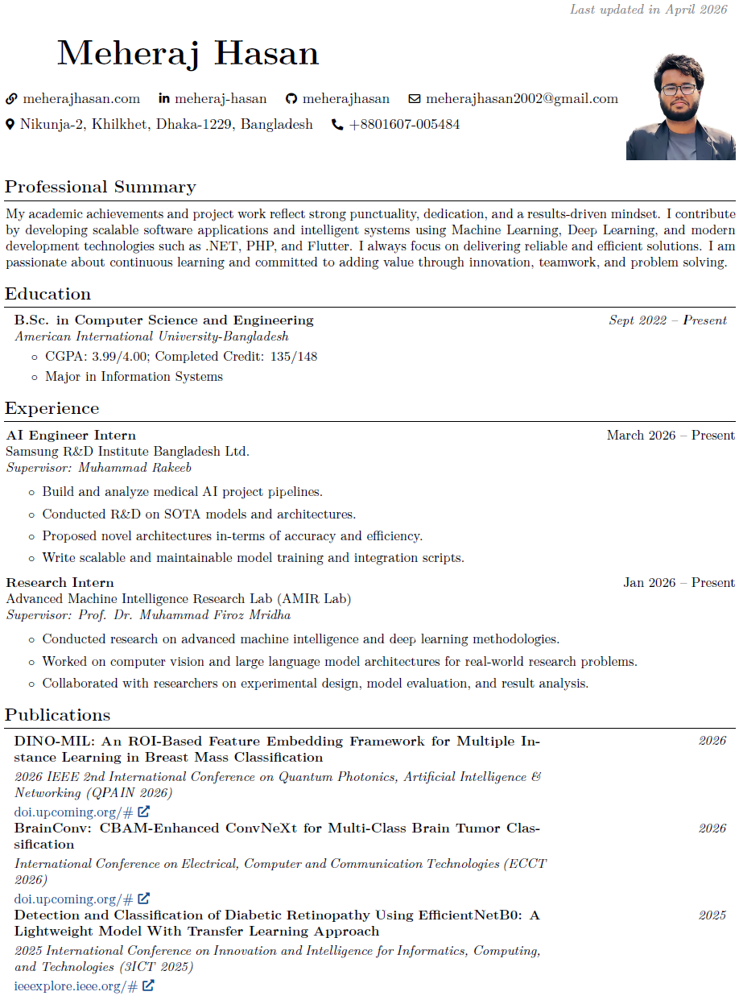 Last updated in April 2026
Meheraj Hasan
meherajhasan.com meheraj-hasan meherajhasan meherajhasan2002@gmail.com
Nikunja-2, Khilkhet, Dhaka-1229, Bangladesh +8801607-005484
Professional Summary
My academic achievements and project work reflect strong punctuality, dedication, and a results-driven mindset. I contribute
by developing scalable software applications and intelligent systems using Machine Learning, Deep Learning, and modern
development technologies such as .NET, PHP, and Flutter. I always focus on delivering reliable and efficient solutions. I am
passionate about continuous learning and committed to adding value through innovation, teamwork, and problem solving.
Education
B.Sc. in Computer Science and Engineering Sept 2022 – Present
American International University-Bangladesh
◦ CGPA: 3.99/4.00; Completed Credit: 135/148
◦ Major in Information Systems
Experience
AI Engineer Intern March 2026 – Present
Samsung R&D Institute Bangladesh Ltd.
Supervisor: Muhammad Rakeeb
◦ Build and analyze medical AI project pipelines.
◦ Conducted R&D on SOTA models and architectures.
◦ Proposed novel architectures in-terms of accuracy and efficiency.
◦ Write scalable and maintainable model training and integration scripts.
Research Intern Jan 2026 – Present
Advanced Machine Intelligence Research Lab (AMIR Lab)
Supervisor: Prof. Dr. Muhammad Firoz Mridha
◦ Conducted research on advanced machine intelligence and deep learning methodologies.
◦ Worked on computer vision and large language model architectures for real-world research problems.
◦ Collaborated with researchers on experimental design, model evaluation, and result analysis.
Publications
DINO-MIL: An ROI-Based Feature Embedding Framework for Multiple In- 2026
stance Learning in Breast Mass Classification
2026 IEEE 2nd International Conference on Quantum Photonics, Artificial Intelligence &
Networking (QPAIN 2026)
doi.upcoming.org/#
BrainConv: CBAM-Enhanced ConvNeXt for Multi-Class Brain Tumor Clas- 2026
sification
International Conference on Electrical, Computer and Communication Technologies (ECCT
2026)
doi.upcoming.org/#
Detection and Classification of Diabetic Retinopathy Using EfficientNetB0: A 2025
Lightweight Model With Transfer Learning Approach
2025 International Conference on Innovation and Intelligence for Informatics, Computing,
and Technologies (3ICT 2025)
ieeexplore.ieee.org/#